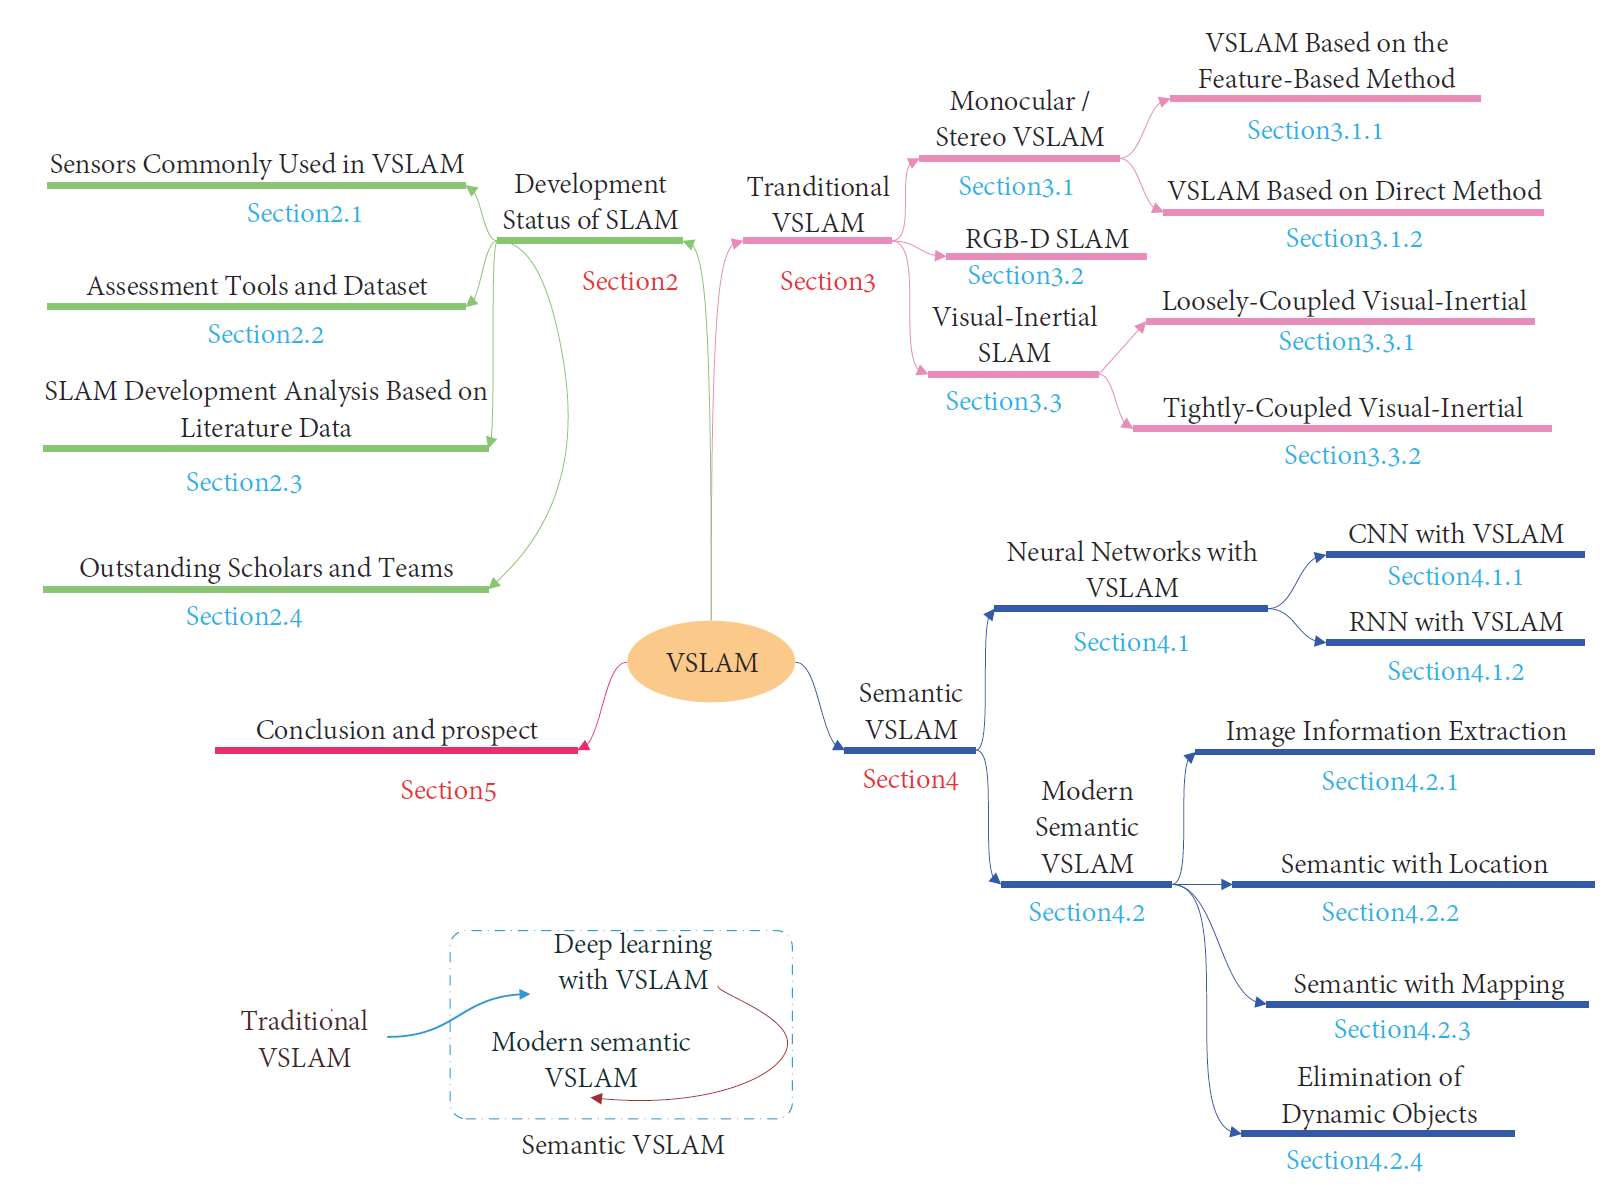 VSLAM Based on the
Feature-Based Method
Section3.1.1
Monocular /
Stereo VSLAM
Section3.1
VSLAM Based on Direct Method
Section3.1.2
Sensors Commonly Used in VSLAM
Section2.1
Development
Status of SLAM
Section2
Tranditional
VSLAM
Section3
RGB-D SLAM
Section3.2
Assessment Tools and Dataset
Section2.2
Visual-Inertial
SLAM
Section3.3
Loosely-Coupled Visual-Inertial
Section3.3.1
Tightly-Coupled Visual-Inertial
Section3.3.2
SLAM Development Analysis Based on
Literature Data
Section2.3
Outstanding Scholars and Teams
Section2.4
Neural Networks with
VSLAM
Section4.1
CNN with VSLAM
Section4.1.1
RNN with VSLAM
Section4.1.2
VSLAM
Conclusion and prospect
Section5
Semantic
VSLAM
Section4
Image Information Extraction
Section4.2.1
Modern
Semantic
VSLAM
Section4.2
Semantic with Location
Section4.2.2
Semantic with Mapping
Section4.2.3
Elimination of
Dynamic Objects
Section4.2.4
Deep learning
with VSLAM
Traditional
VSLAM
Modern semantic
VSLAM
Semantic VSLAM